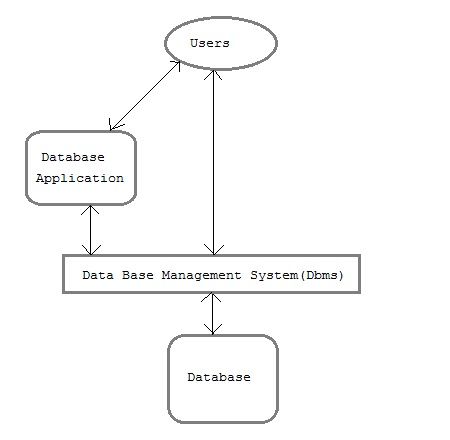 Users
Database
Application
Data Base Management System(Dbms)
Database